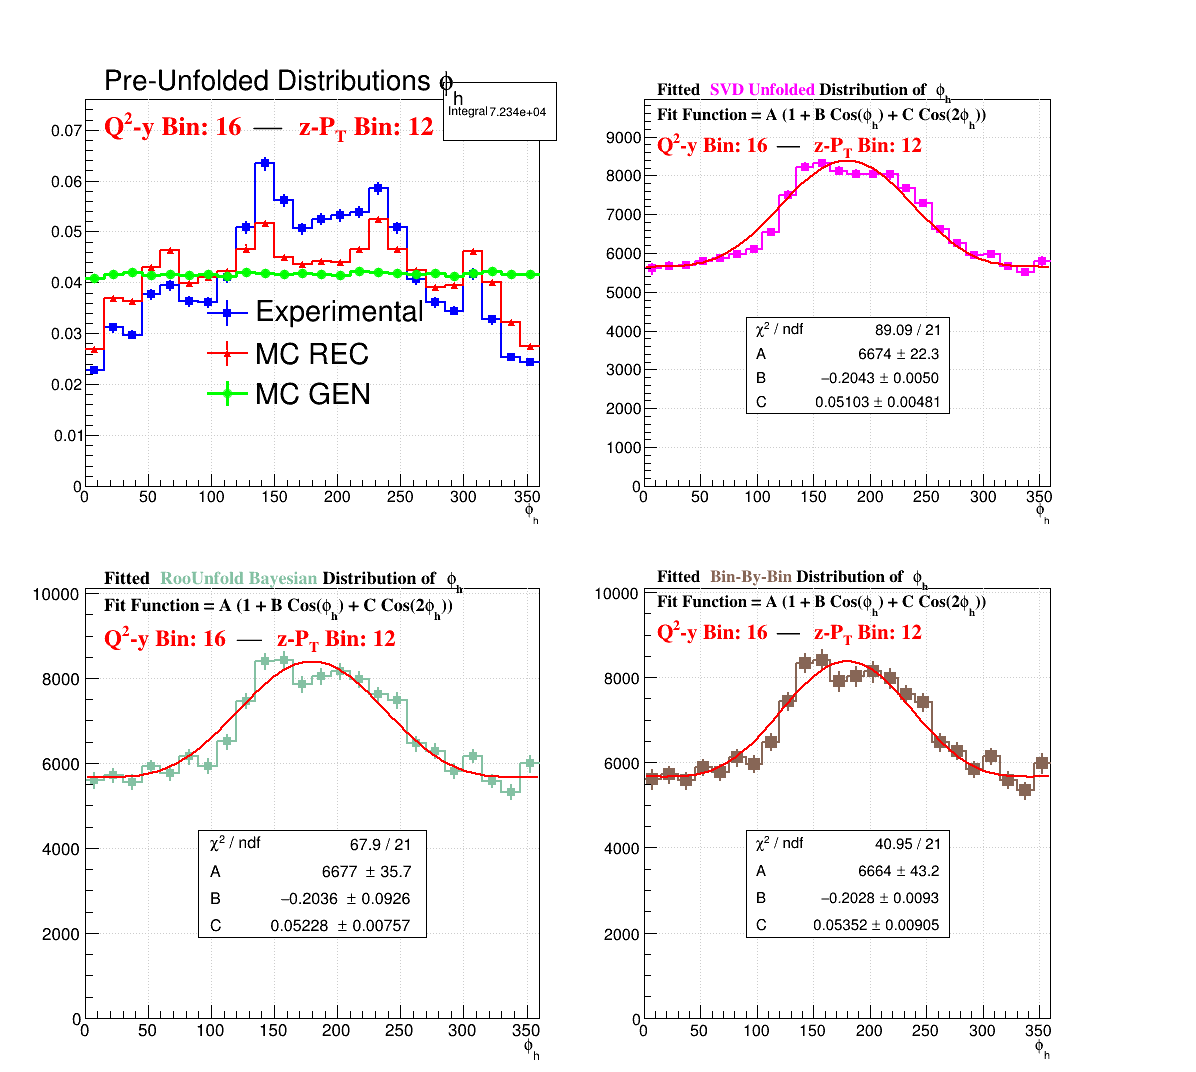 Pre-Unfolded Distributions ϕh
Integral 7.234e+04
Q²-y Bin: 16 — z-PT Bin: 12
0.07
0.06
0.05
0.04
0.03
0.02
0.01
0
Experimental
MC REC
MC GEN
0 50 100 150 200 250 300 350
ϕh
Fitted SVD Unfolded Distribution of ϕh
Fit Function = A (1 + B Cos(ϕh) + C Cos(2ϕh))
Q²-y Bin: 16 — z-PT Bin: 12
9000
8000
7000
6000
5000
4000
3000
2000
1000
0
χ² / ndf 89.09 / 21
A 6674 ± 22.3
B −0.2043 ± 0.0050
C 0.05103 ± 0.00481
0 50 100 150 200 250 300 350
ϕh
Fitted RooUnfold Bayesian Distribution of ϕh
Fit Function = A (1 + B Cos(ϕh) + C Cos(2ϕh))
Q²-y Bin: 16 — z-PT Bin: 12
10000
8000
6000
4000
2000
0
χ² / ndf 67.9 / 21
A 6677 ± 35.7
B −0.2036 ± 0.0926
C 0.05228 ± 0.00757
0 50 100 150 200 250 300 350
ϕh
Fitted Bin-By-Bin Distribution of ϕh
Fit Function = A (1 + B Cos(ϕh) + C Cos(2ϕh))
Q²-y Bin: 16 — z-PT Bin: 12
10000
8000
6000
4000
2000
0
χ² / ndf 40.95 / 21
A 6664 ± 43.2
B −0.2028 ± 0.0093
C 0.05352 ± 0.00905
0 50 100 150 200 250 300 350
ϕh